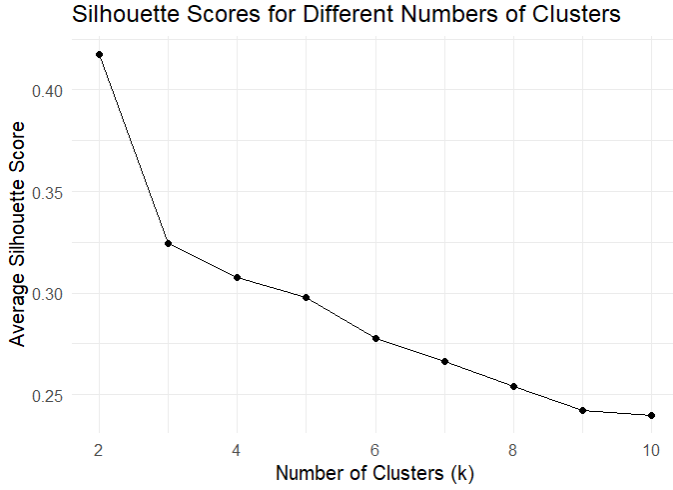 Silhouette Scores for Different Numbers of Clusters
Average Silhouette Score
0.40
0.35
0.30
0.25
2 4 6 8 10
Number of Clusters (k)